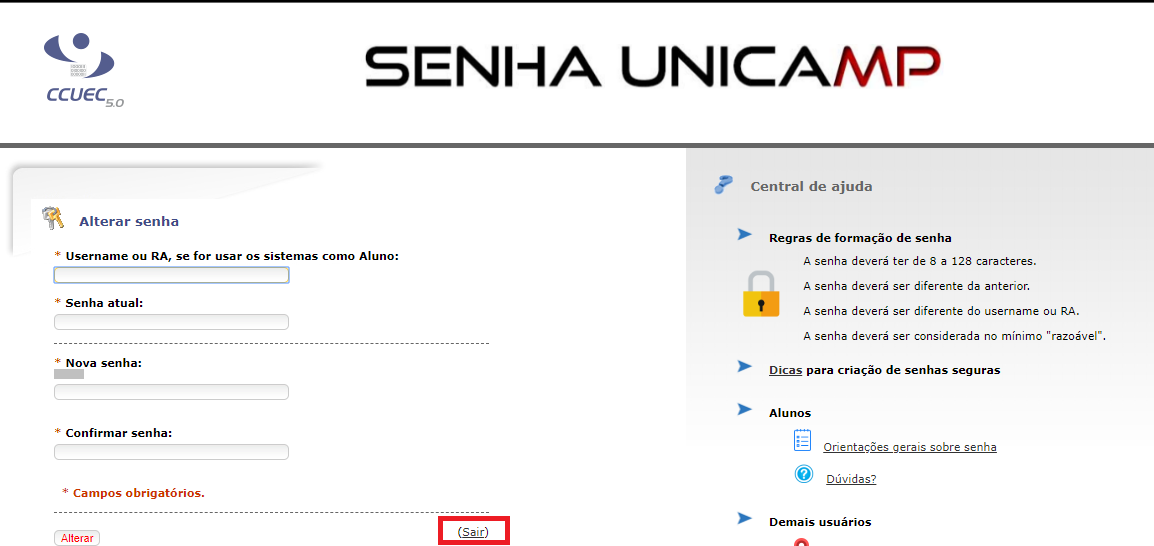 CCUEC 5.0
SENHA UNICAMP
Alterar senha
* Username ou RA, se for usar os sistemas como Aluno:
* Senha atual:
* Nova senha:
* Confirmar senha:
* Campos obrigatórios.
Alterar
(Sair)
Central de ajuda
Regras de formação de senha
A senha deverá ter de 8 a 128 caracteres.
A senha deverá ser diferente da anterior.
A senha deverá ser diferente do username ou RA.
A senha deverá ser considerada no mínimo "razoável".
Dicas para criação de senhas seguras
Alunos
Orientações gerais sobre senha
Dúvidas?
Demais usuários